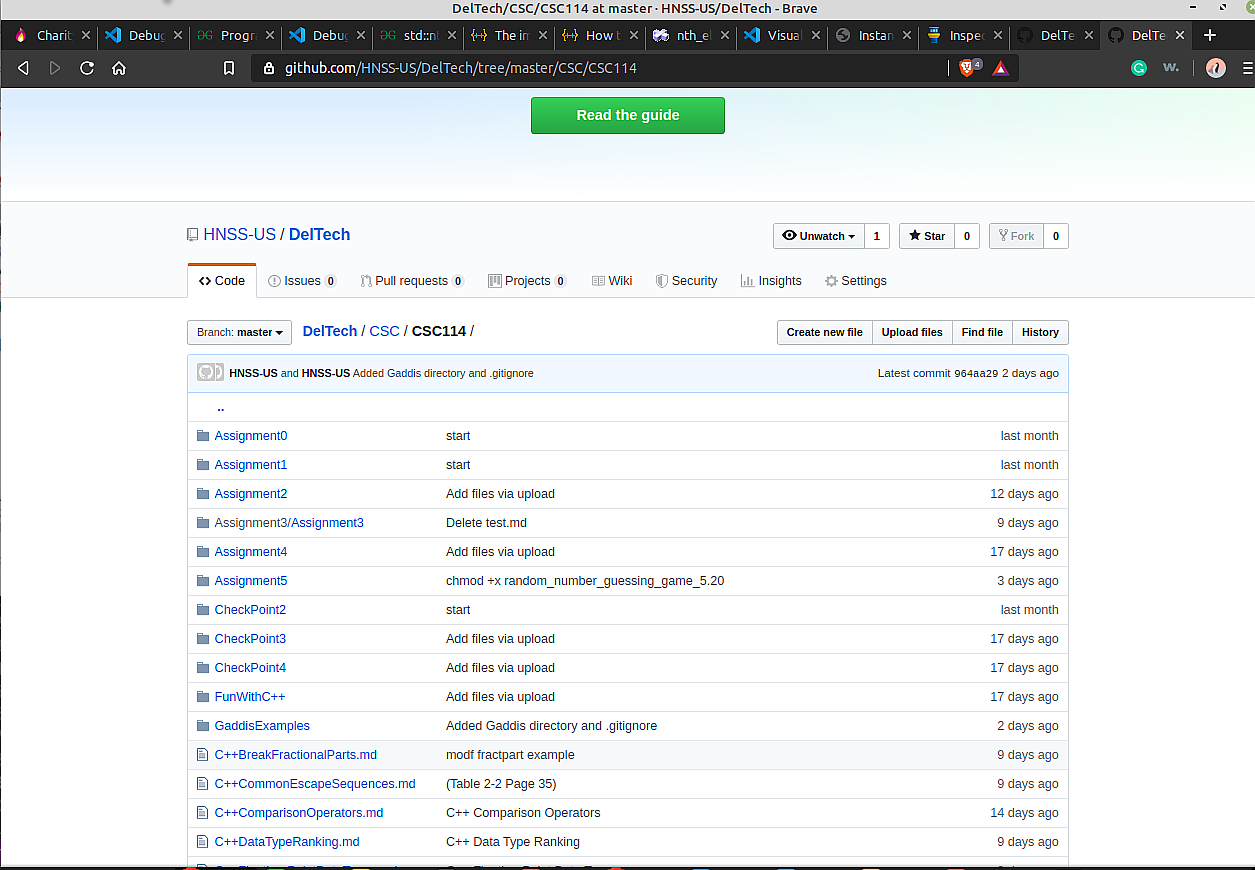 DelTech/CSC/CSC114 at master · HNSS-US/DelTech - Brave
Charit Debug Progr Debug std::nt The in How t nth_el Visual Instan Inspec DelTe DelTe
github.com/HNSS-US/DelTech/tree/master/CSC/CSC114 4 G w.
Read the guide
HNSS-US / DelTech Unwatch 1 Star 0 Fork 0
Code Issues 0 Pull requests 0 Projects 0 Wiki Security Insights Settings
Branch: master DelTech / CSC / CSC114 / Create new file Upload files Find file History
HNSS-US and HNSS-US Added Gaddis directory and .gitignore Latest commit 964aa29 2 days ago
..
Assignment0 start last month
Assignment1 start last month
Assignment2 Add files via upload 12 days ago
Assignment3/Assignment3 Delete test.md 9 days ago
Assignment4 Add files via upload 17 days ago
Assignment5 chmod +x random_number_guessing_game_5.20 3 days ago
CheckPoint2 start last month
CheckPoint3 Add files via upload 17 days ago
CheckPoint4 Add files via upload 17 days ago
FunWithC++ Add files via upload 17 days ago
GaddisExamples Added Gaddis directory and .gitignore 2 days ago
C++BreakFractionalParts.md modf fractpart example 9 days ago
C++CommonEscapeSequences.md (Table 2-2 Page 35) 9 days ago
C++ComparisonOperators.md C++ Comparison Operators 14 days ago
C++DataTypeRanking.md C++ Data Type Ranking 9 days ago